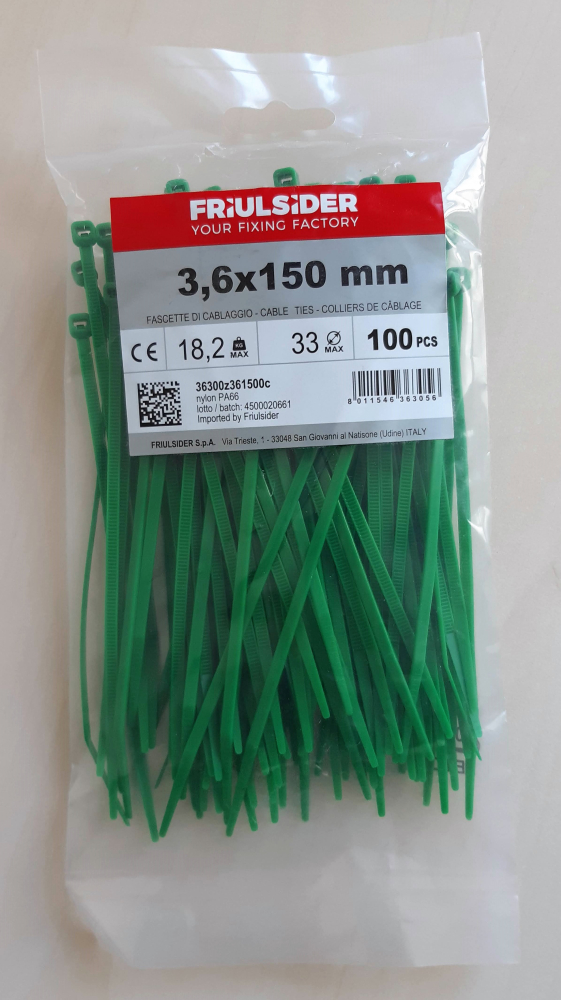 FRIULSIDER
YOUR FIXING FACTORY
3,6x150 mm
FASCETTE DI CABLAGGIO - CABLE TIES - COLLIERS DE CÂBLAGE
CE 18,2 KG MAX 33 MAX 100 PCS
36300z361500c
nylon PA66
lotto / batch: 4500020661
Imported by Friulsider
8 011546 363056
FRIULSIDER S.p.A. Via Trieste, 1 - 33048 San Giovanni al Natisone (Udine) ITALY